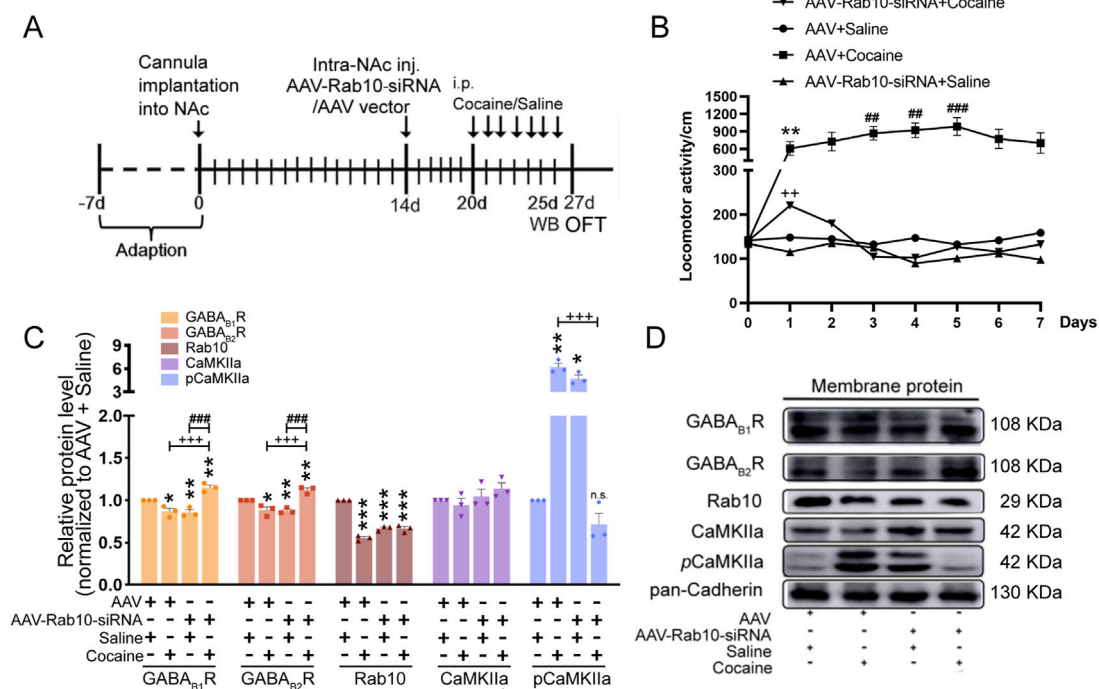 A
Cannula
implantation
into NAc
Intra-NAc inj.
AAV-Rab10-siRNA
/AAV vector
i.p.
Cocaine/Saline
-7d
0
14d
20d
25d
27d
WB
OFT
Adaption
B
AAV-Rab10-siRNA+Cocaine
AAV+Saline
AAV+Cocaine
AAV-Rab10-siRNA+Saline
Locomotor activity/cm
1500
1200
900
600
300
200
100
0
**
++
##
##
###
0 1 2 3 4 5 6 7 Days
C
GABAB1R
GABAB2R
Rab10
CaMKIIa
pCaMKIIa
Relative protein level
(normalized to AAV + Saline)
9
6
3
2.0
1.5
1.0
0.5
0.0
###
+++
* ** **
###
+++
* ** **
*** *** ***
+++
** *
n.s.
AAV + + - - + + - - + + - - + + - - + + - -
AAV-Rab10-siRNA - - + + - - + + - - + + - - + + - - + +
Saline + - + - + - + - + - + - + - + - + - + -
Cocaine - + - + - + - + - + - + - + - + - + - +
GABAB1R GABAB2R Rab10 CaMKIIa pCaMKIIa
D
Membrane protein
GABAB1R 108 KDa
GABAB2R 108 KDa
Rab10 29 KDa
CaMKIIa 42 KDa
pCaMKIIa 42 KDa
pan-Cadherin 130 KDa
AAV + + - -
AAV-Rab10-siRNA - - + +
Saline + - + -
Cocaine - + - +